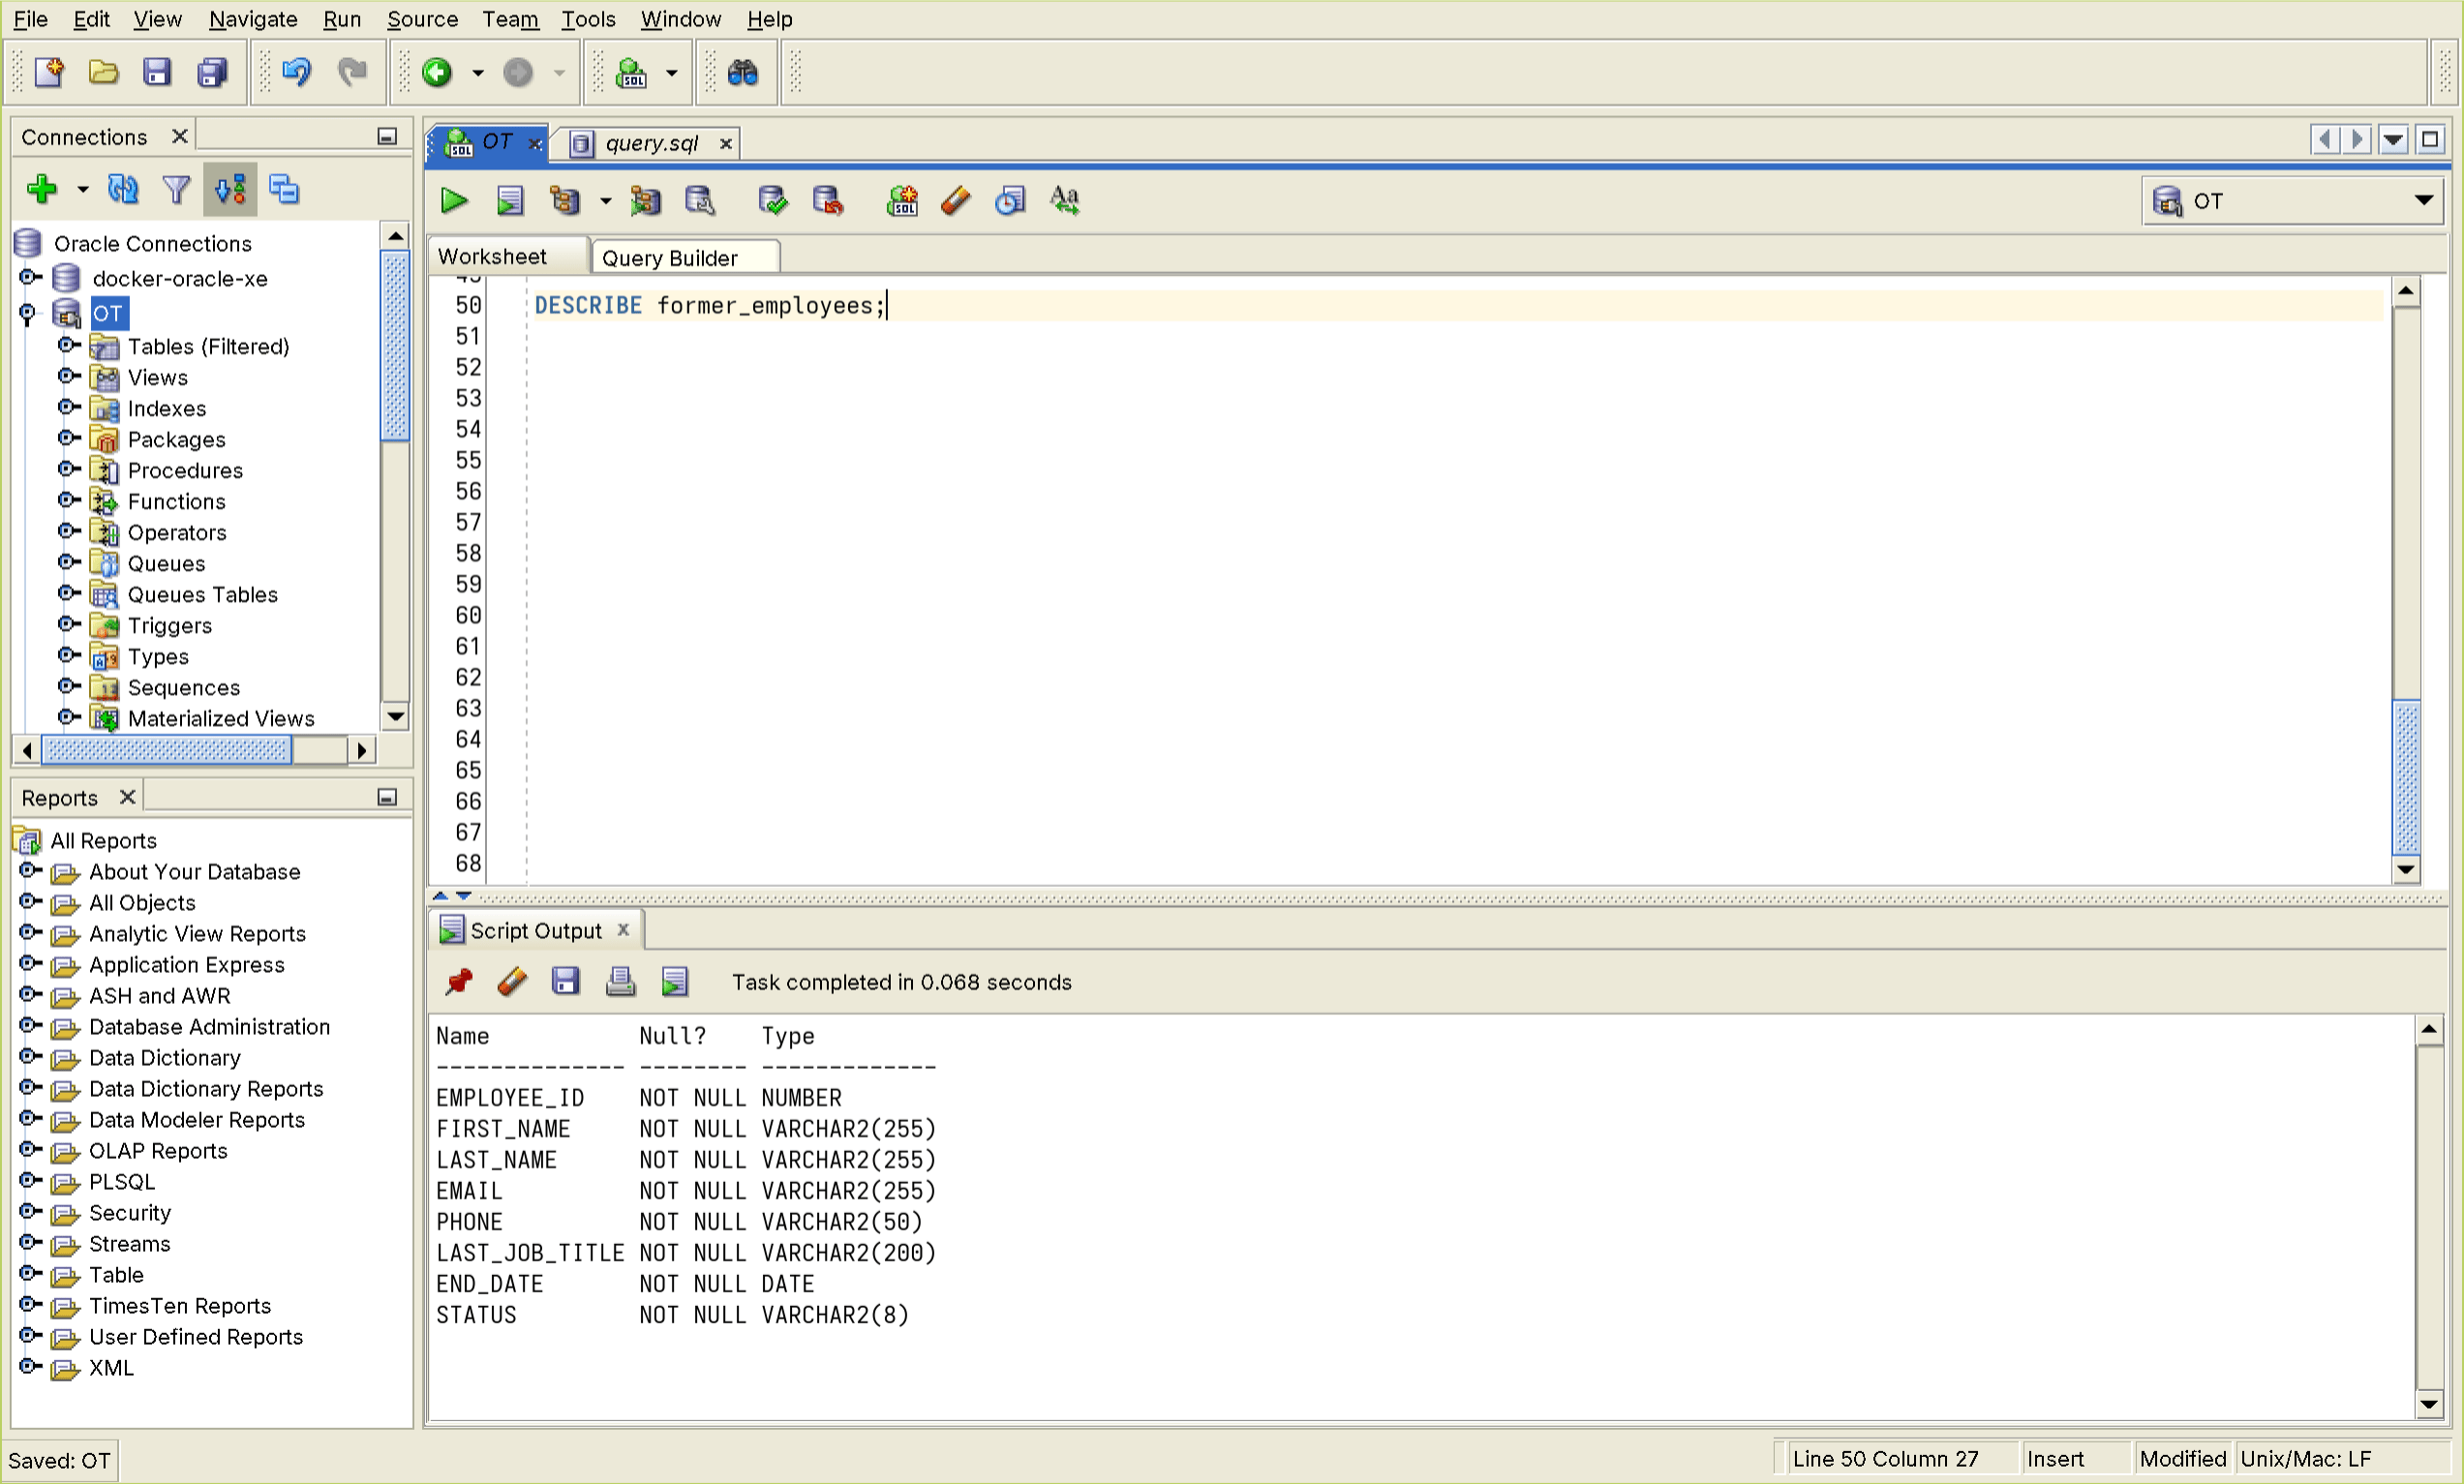 File Edit View Navigate Run Source Team Tools Window Help
Connections
Oracle Connections
docker-oracle-xe
OT
Tables (Filtered)
Views
Indexes
Packages
Procedures
Functions
Operators
Queues
Queues Tables
Triggers
Types
Sequences
Materialized Views
Reports
All Reports
About Your Database
All Objects
Analytic View Reports
Application Express
ASH and AWR
Database Administration
Data Dictionary
Data Dictionary Reports
Data Modeler Reports
OLAP Reports
PLSQL
Security
Streams
Table
TimesTen Reports
User Defined Reports
XML
OT query.sql
OT
Worksheet Query Builder
50 DESCRIBE former_employees;
51
52
53
54
55
56
57
58
59
60
61
62
63
64
65
66
67
68
Script Output
Task completed in 0.068 seconds
Name Null? Type
-------------- -------- -------------
EMPLOYEE_ID NOT NULL NUMBER
FIRST_NAME NOT NULL VARCHAR2(255)
LAST_NAME NOT NULL VARCHAR2(255)
EMAIL NOT NULL VARCHAR2(255)
PHONE NOT NULL VARCHAR2(50)
LAST_JOB_TITLE NOT NULL VARCHAR2(200)
END_DATE NOT NULL DATE
STATUS NOT NULL VARCHAR2(8)
Saved: OT
Line 50 Column 27 Insert Modified Unix/Mac: LF